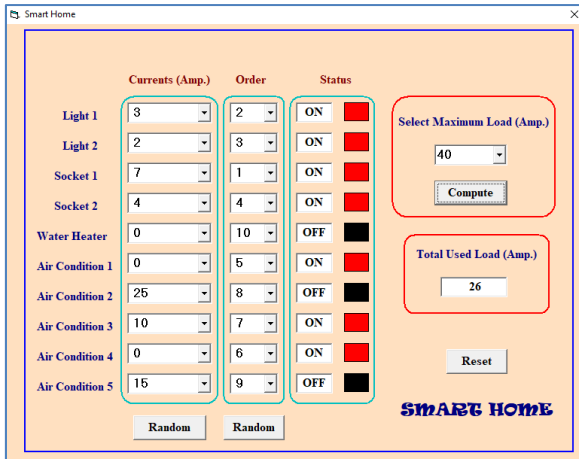 Smart Home
Currents (Amp.) Order Status
Light 1 3 2 ON
Light 2 2 3 ON
Socket 1 7 1 ON
Socket 2 4 4 ON
Water Heater 0 10 OFF
Air Condition 1 0 5 ON
Air Condition 2 25 8 OFF
Air Condition 3 10 7 ON
Air Condition 4 0 6 ON
Air Condition 5 15 9 OFF
Random Random
Select Maximum Load (Amp.)
40
Compute
Total Used Load (Amp.)
26
Reset
SMART HOME